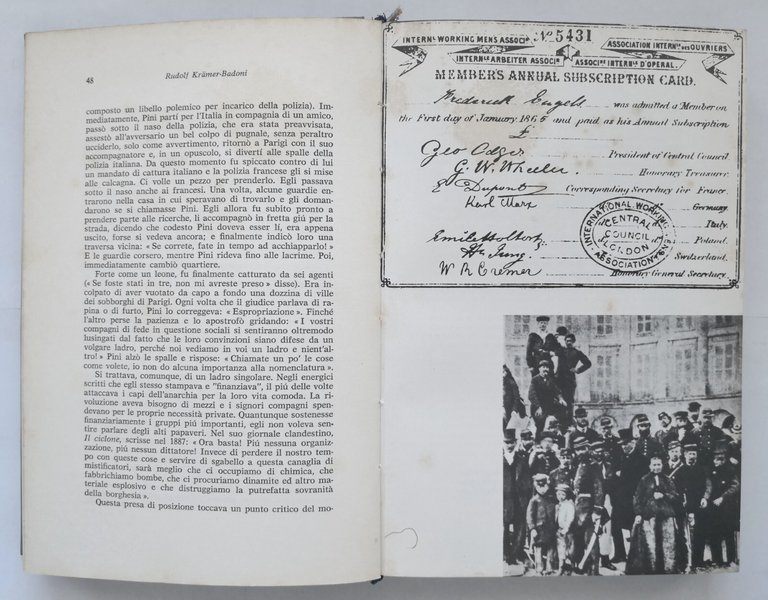 48
Rudolf Krämer-Badoni
composto un libello polemico per incarico della polizia). Im-
mediatamente, Pini partí per l'Italia in compagnia di un amico,
passò sotto il naso della polizia, che era stata preavvisata,
assestò all'avversario un bel colpo di pugnale, senza peraltro
ucciderlo, solo come avvertimento, ritornò a Parigi con il suo
accompagnatore e, in un opuscolo, si divertí alle spalle della
polizia italiana. Da questo momento fu spiccato contro di lui
un mandato di cattura italiano e la polizia francese gli si mise
alle calcagna. Ci volle un pezzo per prenderlo. Egli passava
sotto il naso anche ai francesi. Una volta, alcune guardie en-
trarono nella casa in cui speravano di trovarlo e gli doman-
darono se si chiamasse Pini. Egli allora fu subito pronto a
prendere parte alle ricerche, li accompagnò in fretta giú per la
strada, dicendo che codesto Pini doveva esser lí, era appena
uscito, forse si vedeva ancora; e finalmente indicò loro una
traversa vicina: « Se correte, fate in tempo ad acchiapparlo! »
E le guardie corsero, mentre Pini rideva fino alle lacrime. Poi,
immediatamente, cambiò quartiere.
Forte come un leone, fu finalmente catturato da sei agenti
(« Se foste stati in tre, non mi avreste preso » disse). Era in-
colpato di aver vuotato da capo a fondo una dozzina di ville
dei sobborghi di Parigi. Ogni volta che il giudice parlava di ra-
pina o di furto, Pini lo correggeva: « Espropriazione ». Finché
l'altro perse la pazienza e lo apostrofò gridando: « I vostri
compagni di fede in questione sociali si sentiranno oltremodo
lusingati dal fatto che le loro convinzioni siano difese da un
volgare ladro, perché noi vediamo in voi un ladro e nient'al-
tro! » Pini alzò le spalle e rispose: « Chiamate un po' le cose
come volete, io non do alcuna importanza alla nomenclatura ».
Si trattava, comunque, di un ladro singolare. Negli energici
scritti che egli stesso stampava e "finanziava", il piú delle volte
attaccava i capi dell'anarchia per la loro vita comoda. La ri-
voluzione aveva bisogno di mezzi e i signori compagni spen-
devano per le proprie necessità private. Quantunque sostenesse
finanziariamente i gruppi piú importanti, egli non voleva sen-
tire parlare degli alti papaveri. Nel suo giornale clandestino,
Il ciclone, scrisse nel 1887: « Ora basta! Piú nessuna organiz-
zazione, piú nessun dittatore! Invece di perdere il nostro tempo
con queste cose e servire di sgabello a questa canaglia di
mistificatori, sarà meglio che ci occupiamo di chimica, che
fabbrichiamo bombe, che ci procuriamo dinamite ed altro ma-
teriale esplosivo e che distruggiamo la putrefatta sovranità
della borghesia ».
Questa presa di posizione toccava un punto critico del mo-
No 5431
INTERNL WORKING MENS ASSOCIN
ASSOCIATION INTERNLE DES OUVRIERS
INTERNLE ARBEITER ASSOCIN
ASSOCINE INTERNLE D'OPERAI.
MEMBERS ANNUAL SUBSCRIPTION CARD.
Frederick Engels was admitted a Member on
the First day of January 1865 and paid as his Annual Subscription
£
Geo Odger President of Central Council.
G. W. Wheeler Honorary Treasurer.
E Dupont Corresponding Secretary for France
Karl Marx Germany
Italy.
Emile Holtorp Poland.
Hn Jung Switzerland.
W R Cremer Honorary General Secretary.
INTERNATIONAL WORKING MENS ASSOCIATION
CENTRAL
COUNCIL
LONDON